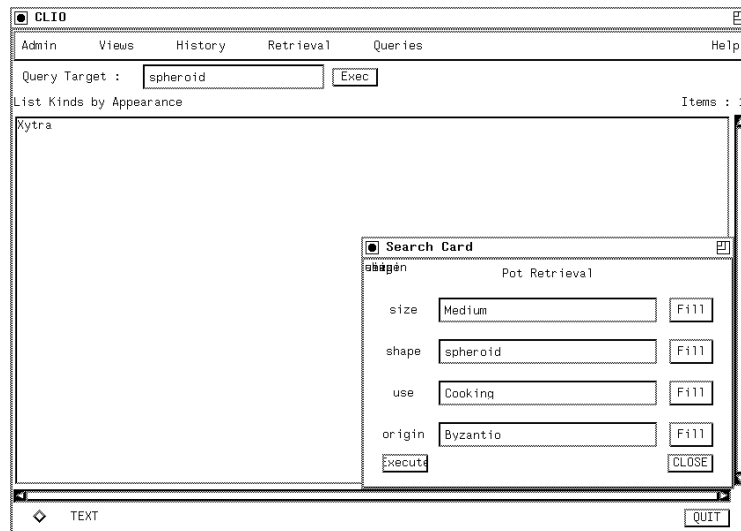 CLIO
Admin Views History Retrieval Queries Help
Query Target : spheroid Exec
List Kinds by Appearance Items :
Xytra
Search Card
Pot Retrieval
size Medium Fill
shape spheroid Fill
use Cooking Fill
origin Byzantio Fill
Execute CLOSE
TEXT QUIT